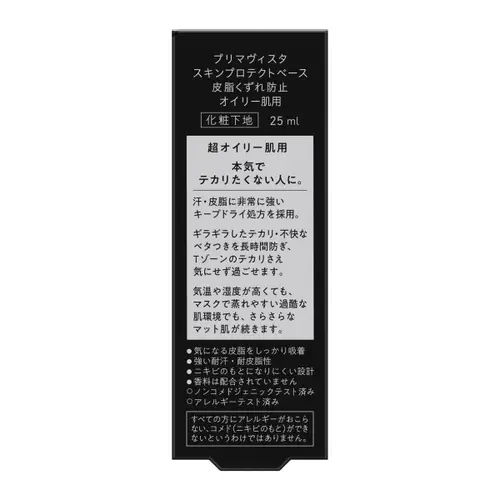 プリマヴィスタ
スキンプロテクトベース
皮脂くずれ防止
オイリー肌用
化粧下地 25 ml
超オイリー肌用
本気で
テカリたくない人に。
汗・皮脂に非常に強い
キープドライ処方を採用。
ギラギラしたテカリ・不快な
ベタつきを長時間防ぎ、
Tゾーンのテカリさえ
気にせず過ごせます。
気温や湿度が高くても、
マスクで蒸れやすい過酷な
肌環境でも、さらさらな
マット肌が続きます。
●気になる皮脂をしっかり吸着
●強い耐汗・耐皮脂性
●ニキビのもとになりにくい設計
●香料は配合されていません
○ノンコメドジェニックテスト済み
○アレルギーテスト済み
すべての方にアレルギーがおこら
ない、コメド(ニキビのもと)ができ
ないというわけではありません。